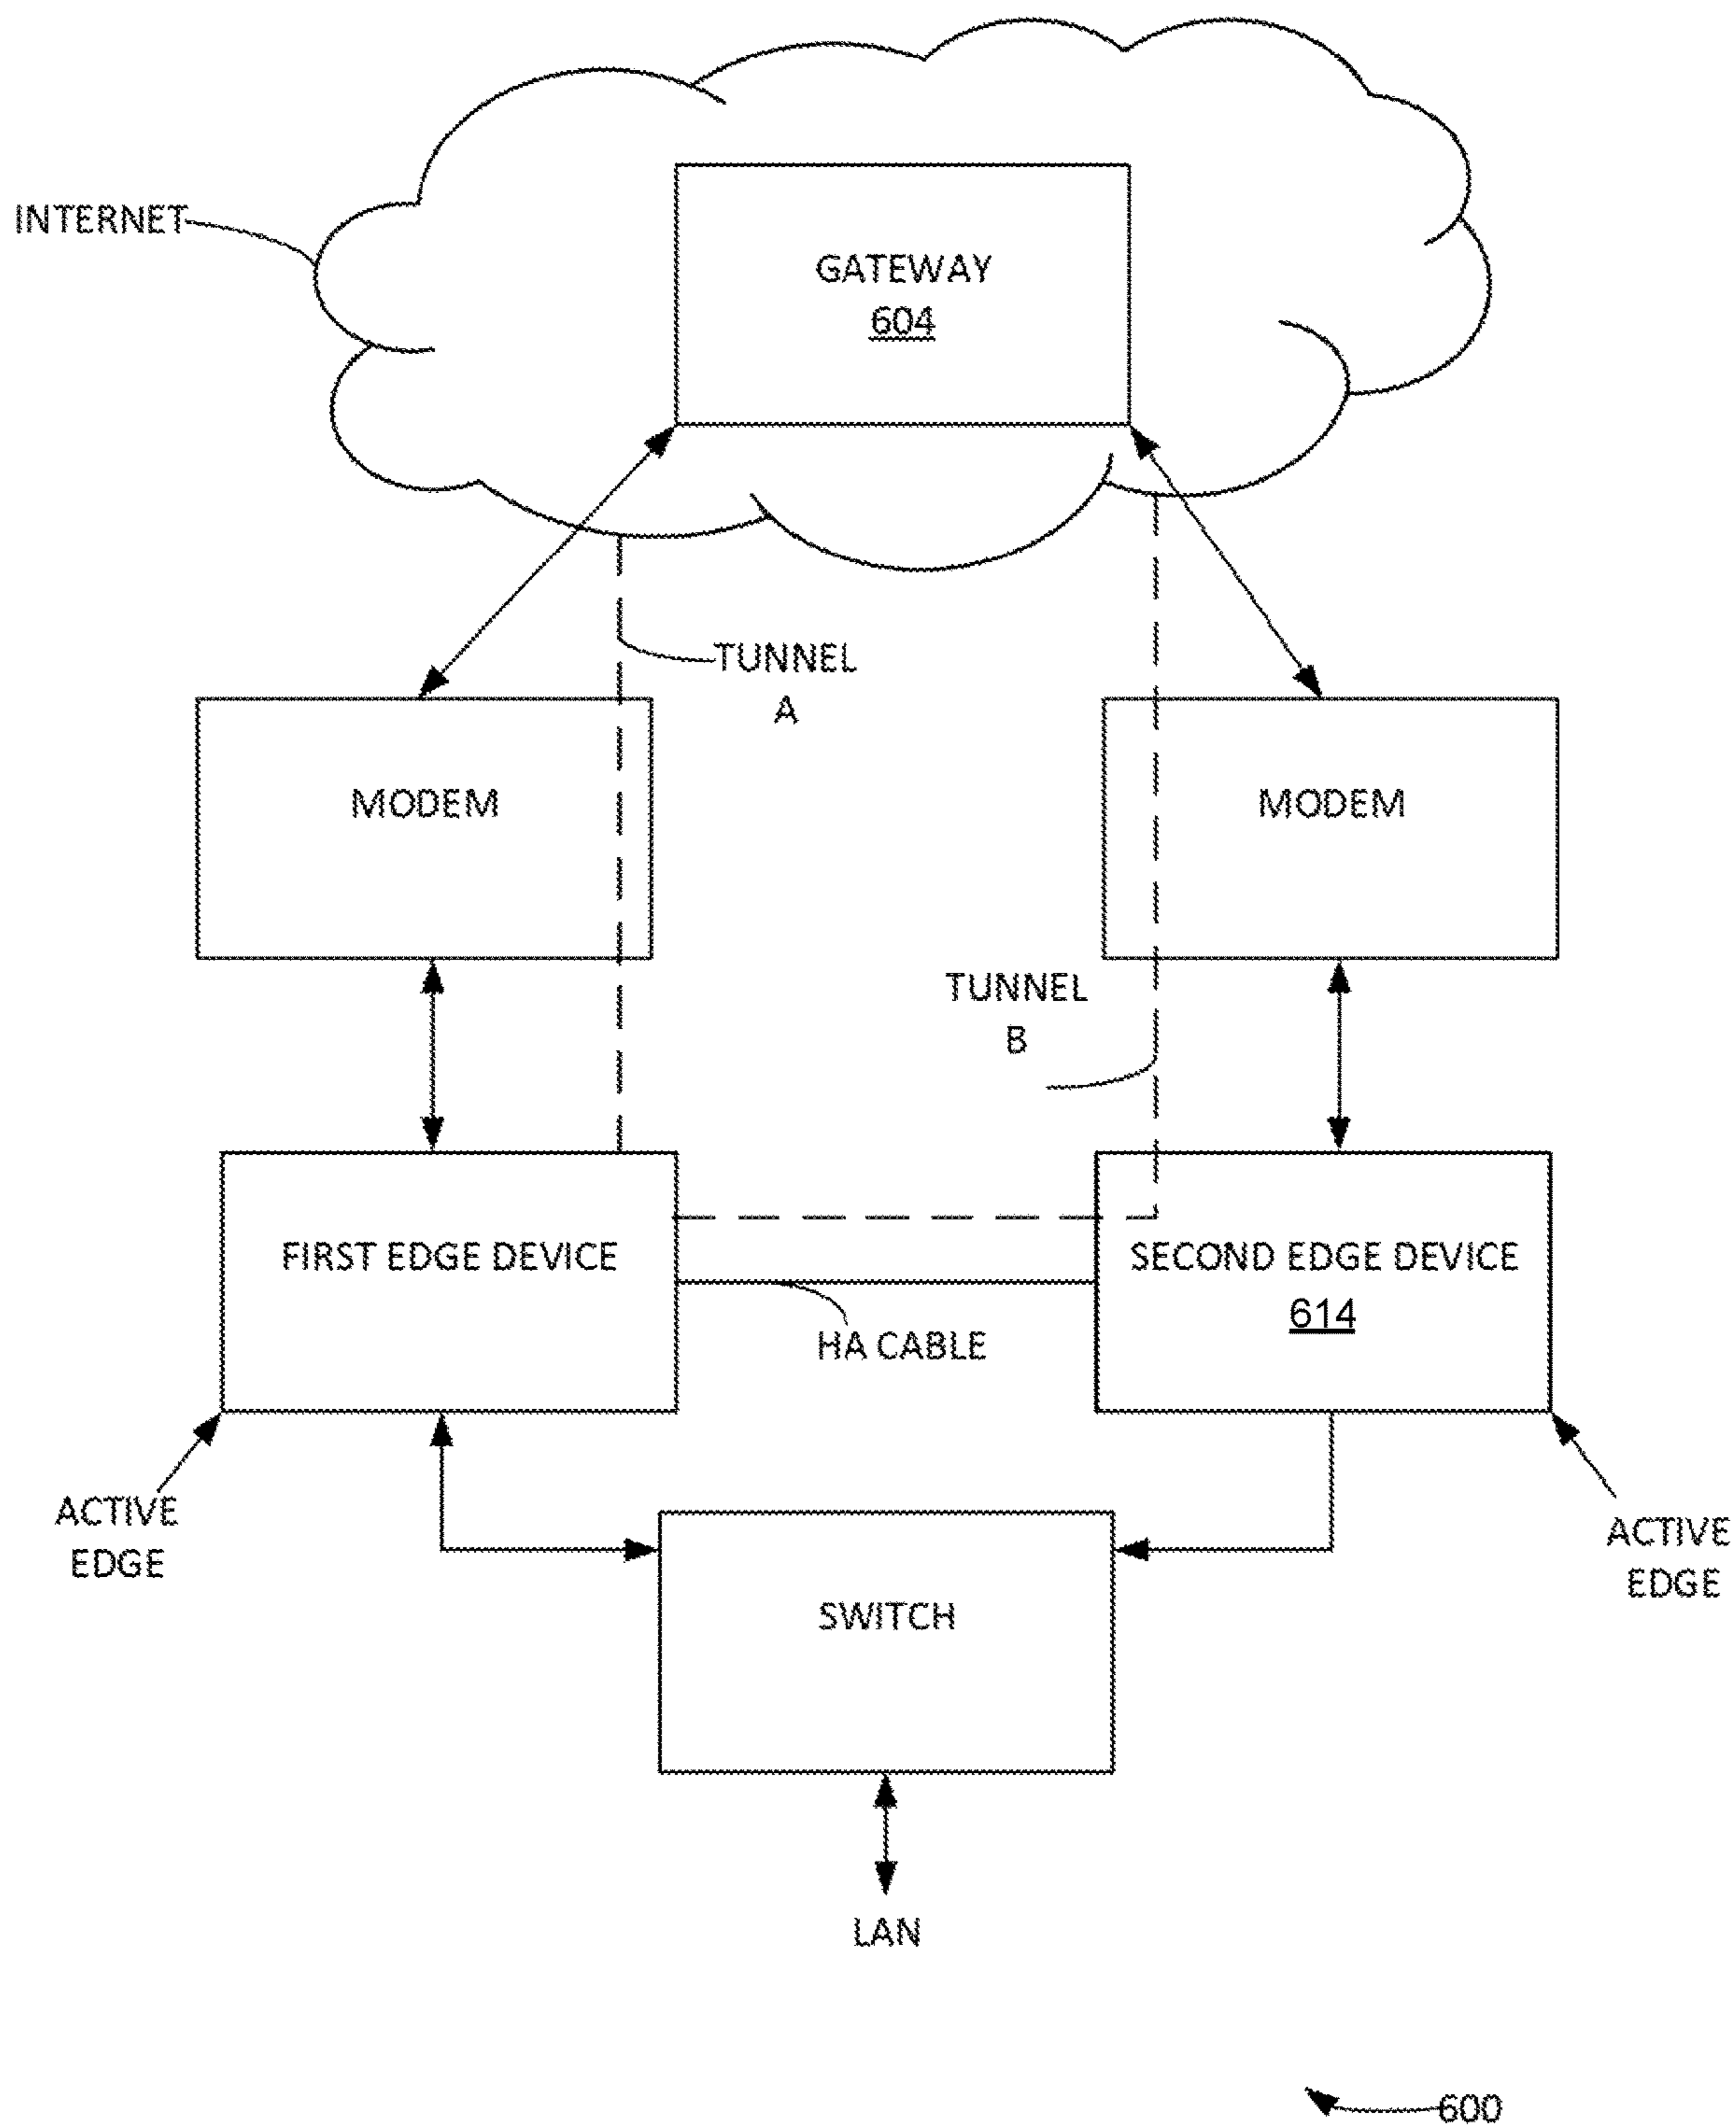 INTERNET
GATEWAY
604
TUNNEL
A
MODEM
MODEM
TUNNEL
B
FIRST EDGE DEVICE
SECOND EDGE DEVICE
614
HA CABLE
ACTIVE
EDGE
ACTIVE
EDGE
SWITCH
LAN
600